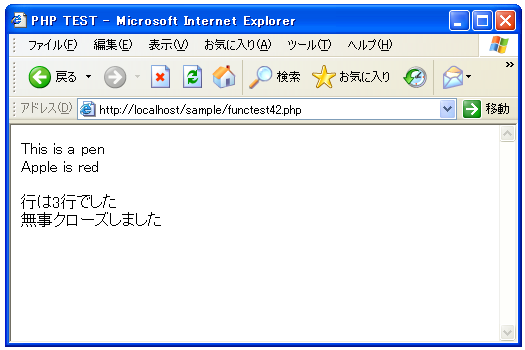 PHP TEST - Microsoft Internet Explorer
ファイル(F) 編集(E) 表示(V) お気に入り(A) ツール(T) ヘルプ(H)
戻る 検索 お気に入り »
アドレス(D) http://localhost/sample/functest42.php 移動
This is a pen
Apple is red
行は3行でした
無事クローズしました